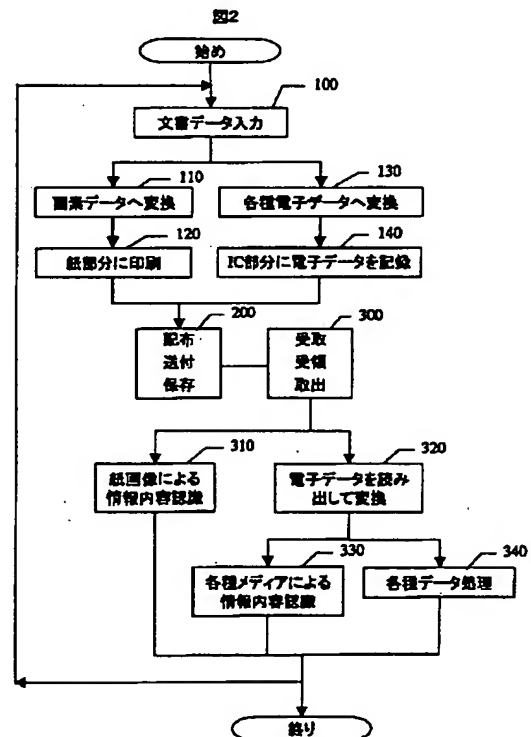 図2
始め
100
文書データ入力
110
130
画素データへ変換
各種電子データへ変換
120
140
紙部分に印刷
IC部分に電子データを記録
200
300
配布
送付
保存
受取
受領
取出
310
320
紙画像による
情報内容認識
電子データを読み
出して変換
330
340
各種メディアによる
情報内容認識
各種データ処理
終り